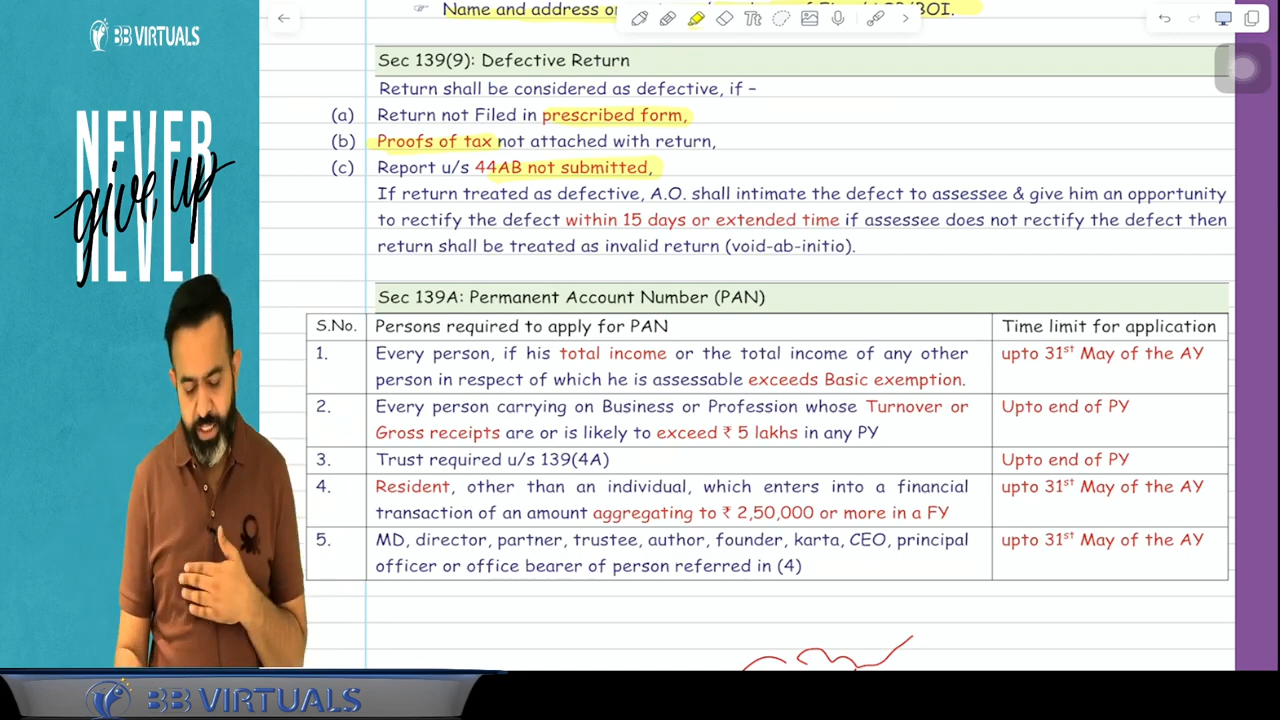 Name and address o
BOI.
BB VIRTUALS
NEVER
give up
NEVER
Sec 139(9): Defective Return
Return shall be considered as defective, if –
(a) Return not Filed in prescribed form,
(b) Proofs of tax not attached with return,
(c) Report u/s 44AB not submitted,
If return treated as defective, A.O. shall intimate the defect to assessee & give him an opportunity
to rectify the defect within 15 days or extended time if assessee does not rectify the defect then
return shall be treated as invalid return (void-ab-initio).
Sec 139A: Permanent Account Number (PAN)
S.No. Persons required to apply for PAN Time limit for application
1. Every person, if his total income or the total income of any other upto 31st May of the AY
person in respect of which he is assessable exceeds Basic exemption.
2. Every person carrying on Business or Profession whose Turnover or Upto end of PY
Gross receipts are or is likely to exceed ₹ 5 lakhs in any PY
3. Trust required u/s 139(4A) Upto end of PY
4. Resident, other than an individual, which enters into a financial upto 31st May of the AY
transaction of an amount aggregating to ₹ 2,50,000 or more in a FY
5. MD, director, partner, trustee, author, founder, karta, CEO, principal upto 31st May of the AY
officer or office bearer of person referred in (4)
BB VIRTUALS